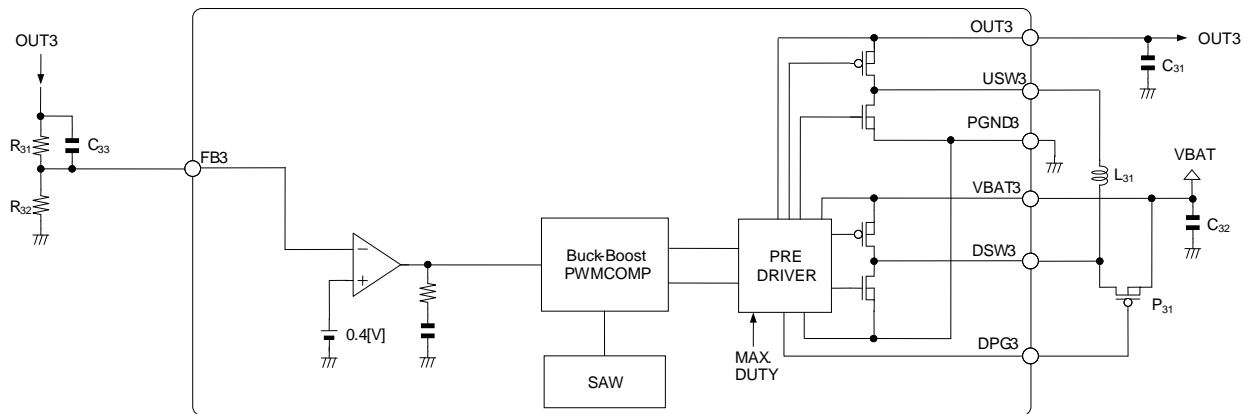 OUT3
R31
C33
R32
FB3
0.4[V]
Buck-Boost
PWMCOMP
SAW
PRE
DRIVER
MAX.
DUTY
OUT3
USW3
PGND3
VBAT3
DSW3
DPG3
OUT3
C31
L31
VBAT
C32
P31